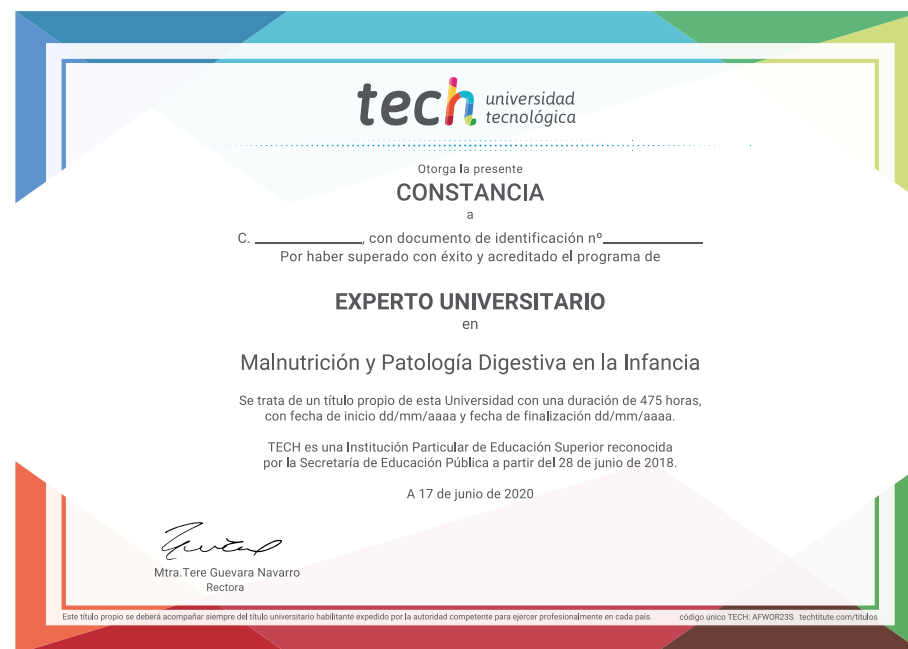 tech universidad
tecnológica
Otorga la presente
CONSTANCIA
a
C. ____________, con documento de identificación nº___________
Por haber superado con éxito y acreditado el programa de
EXPERTO UNIVERSITARIO
en
Malnutrición y Patología Digestiva en la Infancia
Se trata de un título propio de esta Universidad con una duración de 475 horas,
con fecha de inicio dd/mm/aaaa y fecha de finalización dd/mm/aaaa.
TECH es una Institución Particular de Educación Superior reconocida
por la Secretaría de Educación Pública a partir del 28 de junio de 2018.
A 17 de junio de 2020
Mtra.Tere Guevara Navarro
Rectora
Este título propio se deberá acompañar siempre del título universitario habilitante expedido por la autoridad competente para ejercer profesionalmente en cada país. código único TECH: AFWOR23S techtitute.com/titulos